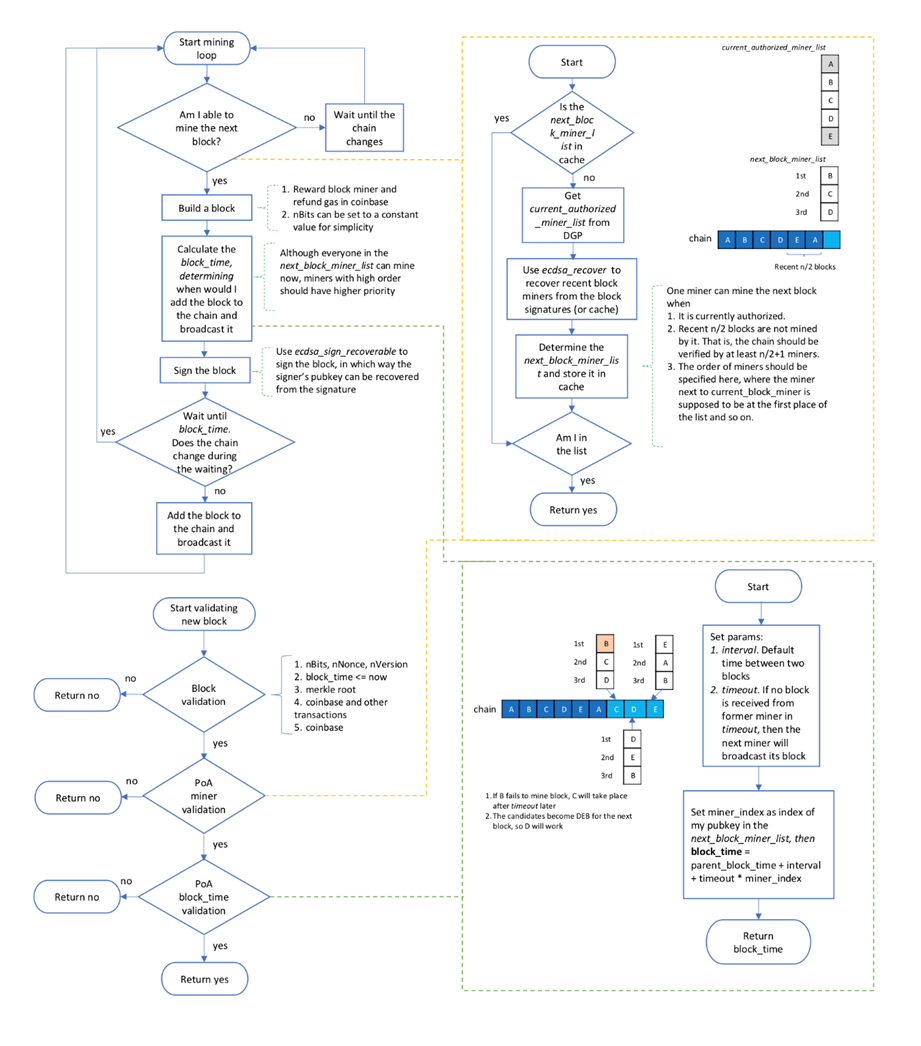 Start mining
loop
Am I able to
mine the next
block?
no
Wait until the
chain
changes
yes
Build a block
1. Reward block miner and
refund gas in coinbase
2. nBits can be set to a constant
value for simplicity
Calculate the
block_time,
determining
when would I
add the block to
the chain and
broadcast it
Although everyone in the
next_block_miner_list can mine
now, miners with high order
should have higher priority
Sign the block
Use ecdsa_sign_recoverable to
sign the block, in which way the
signer's pubkey can be recovered
from the signature
Wait until
block_time.
Does the chain
change during
the waiting?
yes
no
Add the block to
the chain and
broadcast it
Start
Is the
next_bloc
k_miner_l
ist in
cache
yes
no
Get
current_authorized
_miner_list from
DGP
Use ecdsa_recover to
recover recent block
miners from the block
signatures (or cache)
Determine the
next_block_miner_lis
t and store it in
cache
Am I in
the list
yes
Return yes
current_authorized_miner_list
A
B
C
D
E
next_block_miner_list
1st B
2nd C
3rd D
chain A B C D E A
Recent n/2 blocks
One miner can mine the next block
when
1. It is currently authorized.
2. Recent n/2 blocks are not mined
by it. That is, the chain should be
verified by at least n/2+1 miners.
3. The order of miners should be
specified here, where the miner
next to current_block_miner is
supposed to be at the first place of
the list and so on.
Start validating
new block
Block
validation
no
Return no
1. nBits, nNonce, nVersion
2. block_time <= now
3. merkle root
4. coinbase and other
transactions
5. coinbase
yes
PoA
miner
validation
no
Return no
yes
PoA
block_time
validation
no
Return no
yes
Return yes
1st B 1st E
2nd C 2nd A
3rd D 3rd B
chain A B C D E A C D E
1st D
2nd E
3rd B
1. If B fails to mine block, C will take place
after timeout later
2. The candidates become DEB for the next
block, so D will work
Start
Set params:
1. interval. Default
time between two
blocks
2. timeout. If no block
is received from
former miner in
timeout, then the
next miner will
broadcast its block
Set miner_index as index of
my pubkey in the
next_block_miner_list, then
block_time =
parent_block_time + interval
+ timeout * miner_index
Return
block_time